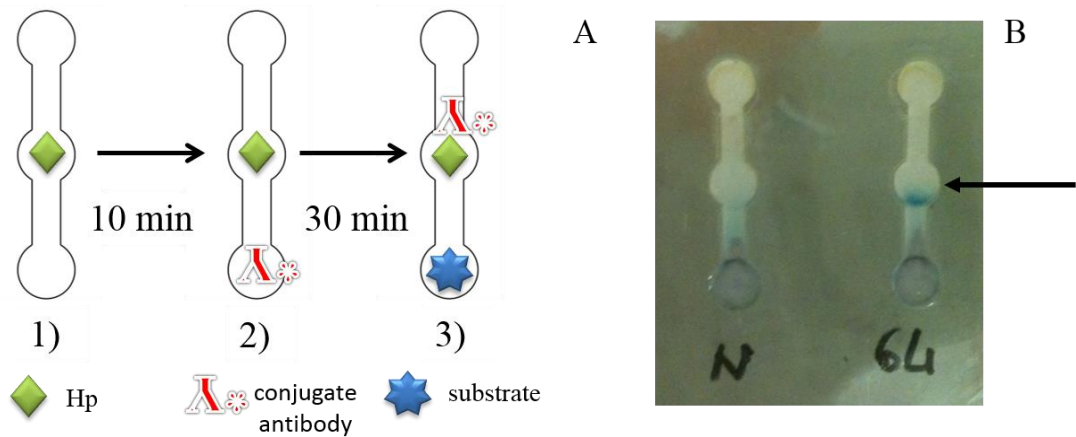 A
B
10 min
30 min
1)
2)
3)
Hp
conjugate
antibody
substrate
N
64